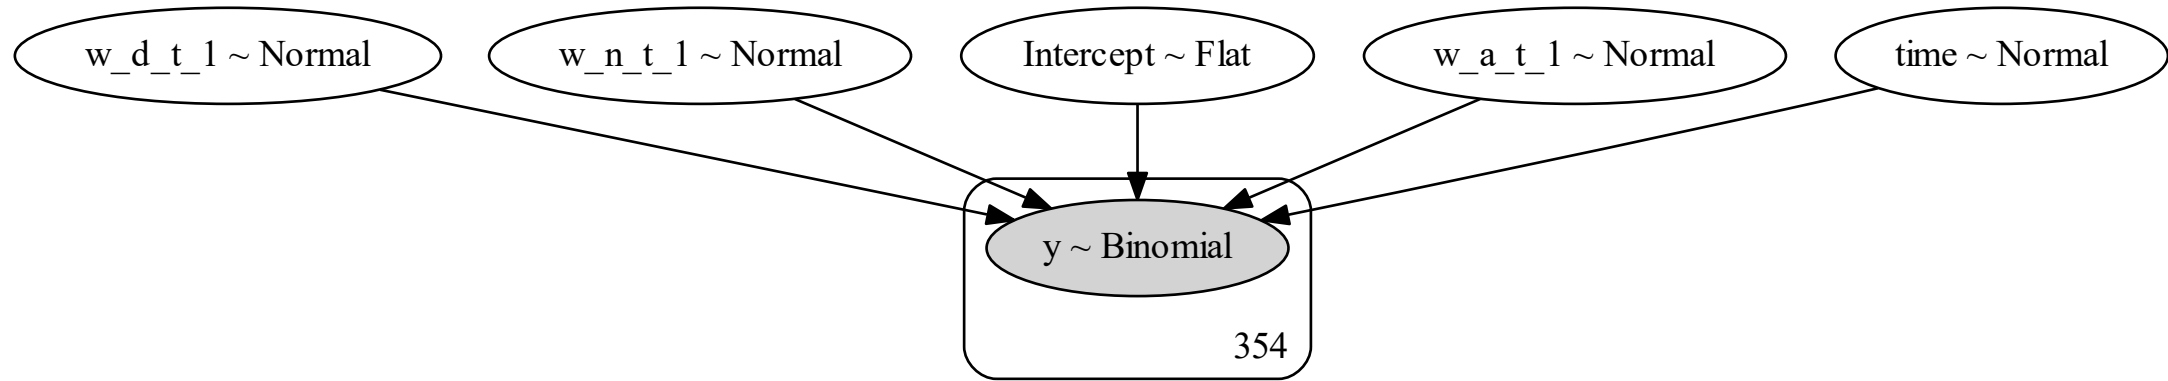 w_d_t_1 ~ Normal
w_n_t_1 ~ Normal
Intercept ~ Flat
w_a_t_1 ~ Normal
time ~ Normal
y ~ Binomial
354